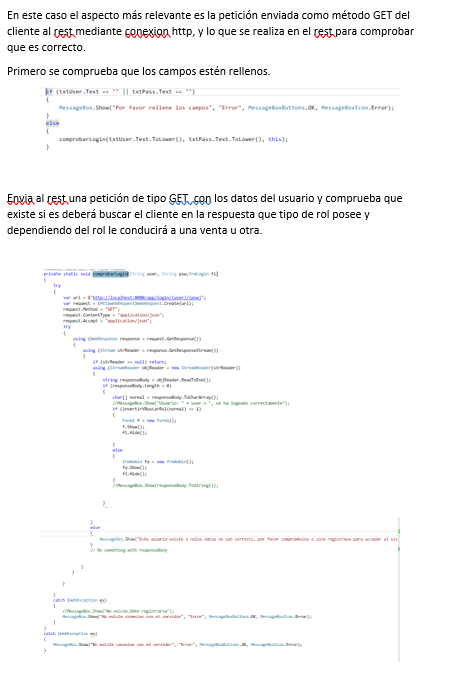 En este caso el aspecto más relevante es la petición enviada como método GET del
cliente al rest mediante conexion http, y lo que se realiza en el rest para comprobar
que es correcto.
Primero se comprueba que los campos estén rellenos.
if (txtUser.Text == "" || txtPass.Text == "")
{
MessageBox.Show("Por favor rellene los campos", "Error", MessageBoxButtons.OK, MessageBoxIcon.Error);
}
else
{
comprobarLogin(txtUser.Text.ToLower(), txtPass.Text.ToLower(), this);
}
Envia al rest una petición de tipo GET con los datos del usuario y comprueba que
existe si es deberá buscar el cliente en la respuesta que tipo de rol posee y
dependiendo del rol le conducirá a una venta u otra.
private static void comprobarLogin(String user, String psw,frmLogin fl)
{
try
{
var url = $"http://localhost:8080/app/login/{user}/{psw}";
var request = (HttpWebRequest)WebRequest.Create(url);
request.Method = "GET";
request.ContentType = "application/json";
request.Accept = "application/json";
try
{
using (WebResponse response = request.GetResponse())
{
using (Stream strReader = response.GetResponseStream())
{
if (strReader == null) return;
using (StreamReader objReader = new StreamReader(strReader))
{
string responseBody = objReader.ReadToEnd();
if (responseBody.Length > 0)
{
char[] normal = responseBody.ToCharArray();
//MessageBox.Show("Usuario: " + user + ", se ha logeado correctamente");
if (invertirYBuscarRol(normal) == 1)
{
Form1 f = new Form1();
f.Show();
fl.Hide();
}
else
{
frmAdmin fa = new frmAdmin();
fa.Show();
fl.Hide();
}
//MessageBox.Show(responseBody.ToString());
}
}
else
{
MessageBox.Show("Este usuario existe o los datos no son correcto, por favor compruebalos o sino registrese para acceder al sis
}
// Do something with responseBody
}
}
}
}
catch (WebException ex)
{
//MessageBox.Show("No existe.Debe registrarse");
MessageBox.Show("No existe conexion con el servidor", "Error", MessageBoxButtons.OK, MessageBoxIcon.Error);
}
}
catch (WebException ex)
{
MessageBox.Show("No existe conexion con el servidor", "Error", MessageBoxButtons.OK, MessageBoxIcon.Error);
}